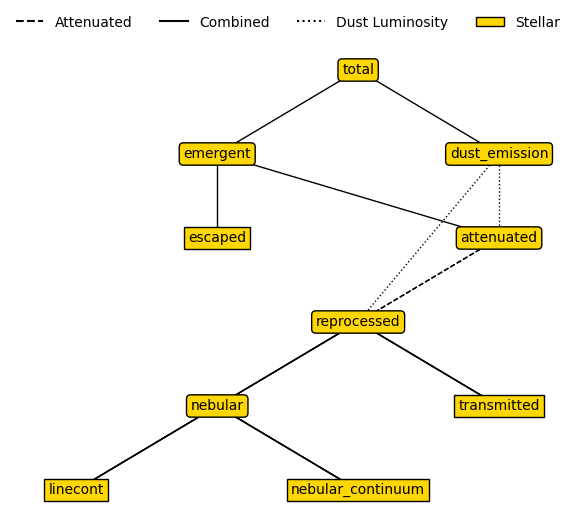 Attenuated Combined Dust Luminosity Stellar
total
emergent dust_emission
escaped attenuated
reprocessed
nebular transmitted
linecont nebular_continuum